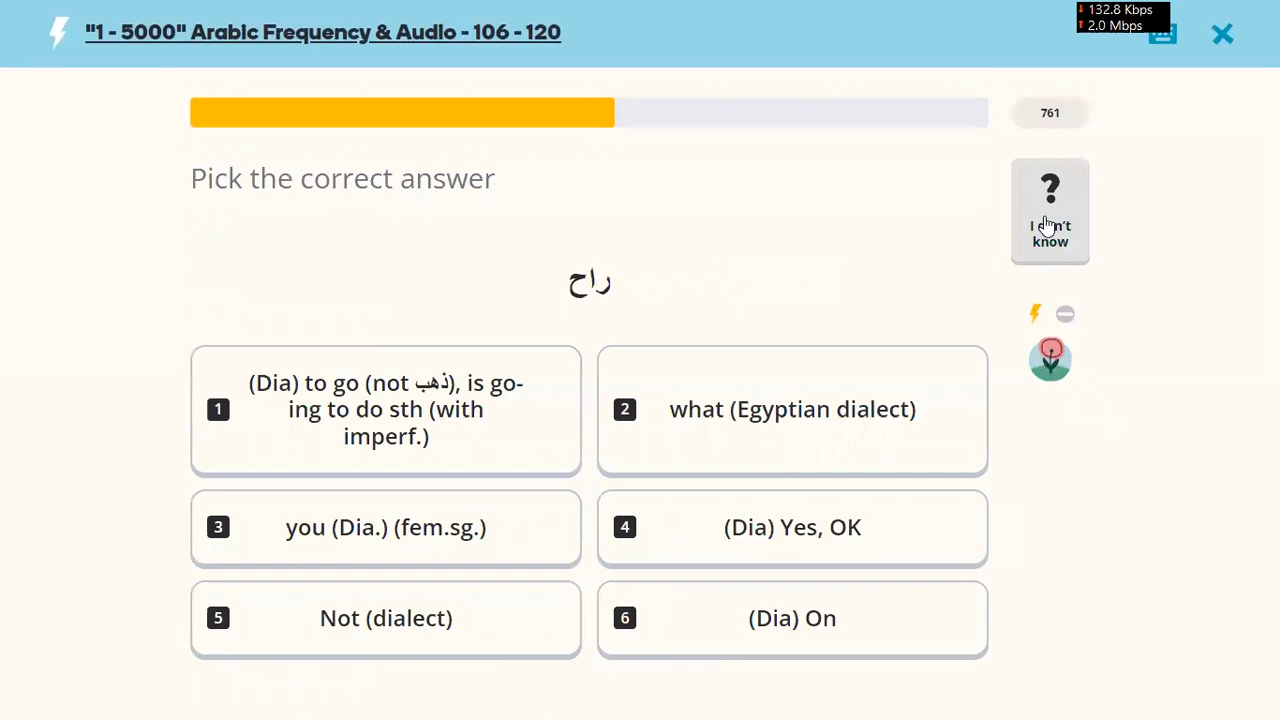 "1 - 5000" Arabic Frequency & Audio - 106 - 120
132.8 Kbps
2.0 Mbps
761
Pick the correct answer
?
I don't
know
راح
1
(Dia) to go (not ذهب), is go-
ing to do sth (with
imperf.)
2
what (Egyptian dialect)
3
you (Dia.) (fem.sg.)
4
(Dia) Yes, OK
5
Not (dialect)
6
(Dia) On